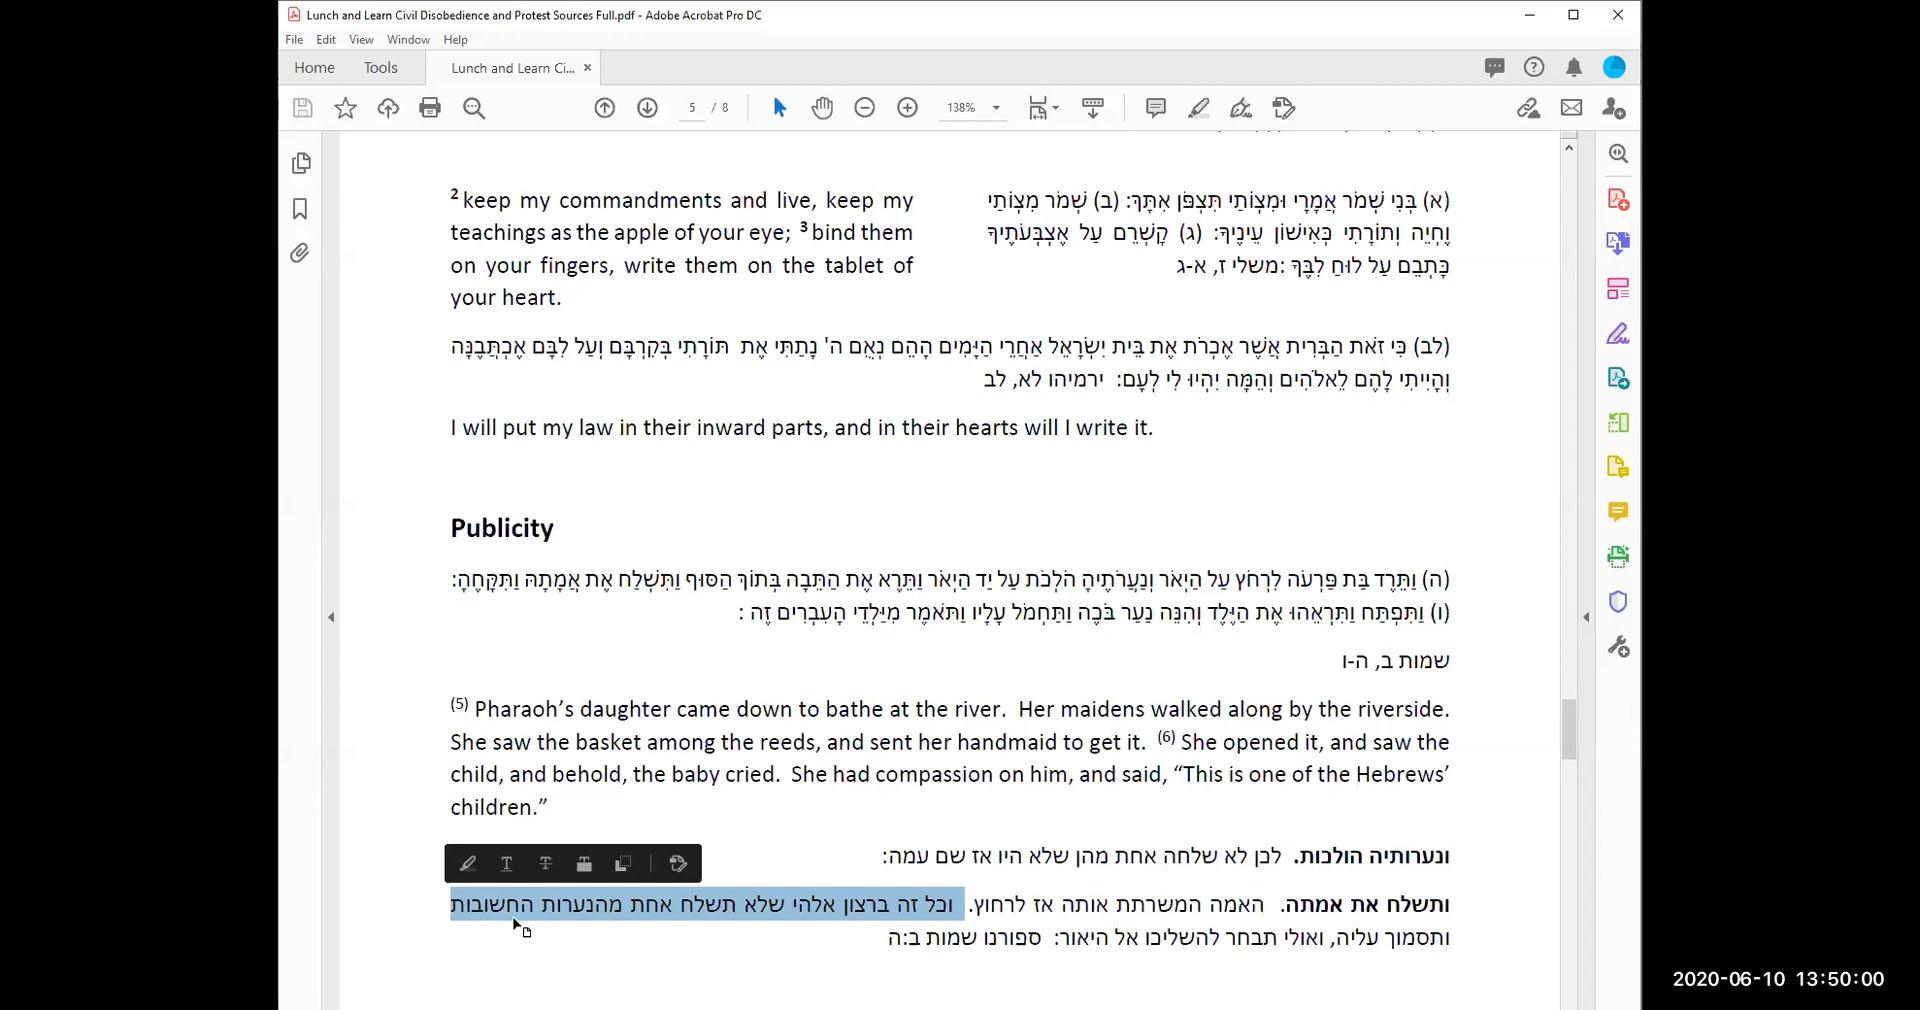 Lunch and Learn Civil Disobedience and Protest Sources Full.pdf - Adobe Acrobat Pro DC
File Edit View Window Help
Home Tools Lunch and Learn Ci... ×
5 / 8 138%
2 keep my commandments and live, keep my
teachings as the apple of your eye; 3 bind them
on your fingers, write them on the tablet of
your heart.
(א) בְּנִי שְׁמֹר אֲמָרָי וּמִצְוֹתַי תִּצְפֹּן אִתָּךְ: (ב) שְׁמֹר מִצְוֹתַי
וֶחְיֵה וְתוֹרָתִי כְּאִישׁוֹן עֵינֶיךָ: (ג) קָשְׁרֵם עַל אֶצְבְּעֹתֶיךָ
כָּתְבֵם עַל לוּחַ לִבֶּךָ: משלי ז, א-ג
(לב) כִּי זֹאת הַבְּרִית אֲשֶׁר אֶכְרֹת אֶת בֵּית יִשְׂרָאֵל אַחֲרֵי הַיָּמִים הָהֵם נְאֻם ה' נָתַתִּי אֶת תּוֹרָתִי בְּקִרְבָּם וְעַל לִבָּם אֶכְתֲּבֶנָּה
וְהָיִיתִי לָהֶם לֵאלֹהִים וְהֵמָּה יִהְיוּ לִי לְעָם: ירמיהו לא, לב
I will put my law in their inward parts, and in their hearts will I write it.
Publicity
(ה) וַתֵּרֶד בַּת פַּרְעֹה לִרְחֹץ עַל הַיְאֹר וְנַעֲרֹתֶיהָ הֹלְכֹת עַל יַד הַיְאֹר וַתֵּרֶא אֶת הַתֵּבָה בְּתוֹךְ הַסּוּף וַתִּשְׁלַח אֶת אֲמָתָהּ וַתִּקָּחֶהָ:
(ו) וַתִּפְתַּח וַתִּרְאֵהוּ אֶת הַיֶּלֶד וְהִנֵּה נַעַר בֹּכֶה וַתַּחְמֹל עָלָיו וַתֹּאמֶר מִיַּלְדֵי הָעִבְרִים זֶה :
שמות ב, ה-ו
(5) Pharaoh’s daughter came down to bathe at the river. Her maidens walked along by the riverside.
She saw the basket among the reeds, and sent her handmaid to get it. (6) She opened it, and saw the
child, and behold, the baby cried. She had compassion on him, and said, “This is one of the Hebrews’
children.”
ונערותיה הולכות. לכן לא שלחה אחת מהן שלא היו אז שם עמה:
ותשלח את אמתה. האמה המשרתת אותה אז לרחוץ. וכל זה ברצון אלהי שלא תשלח אחת מהנערות החשובות
ותסמוך עליה, ואולי תבחר להשליכו אל היאור: ספורנו שמות ב:ה
2020-06-10 13:50:00